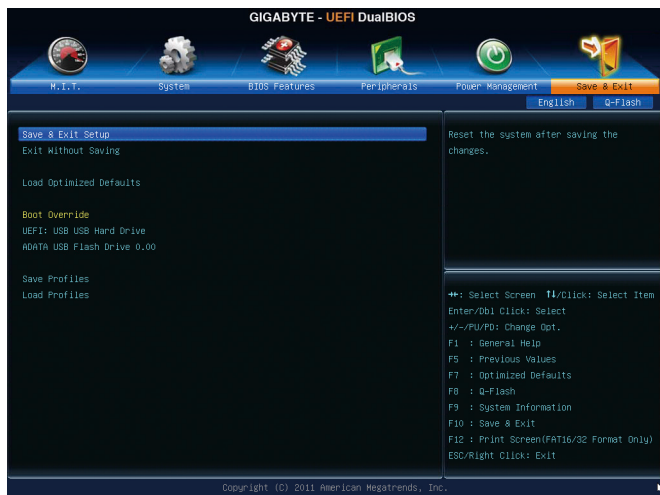 GIGABYTE - UEFI DualBIOS
M.I.T. System BIOS Features Peripherals Power Management Save & Exit
English Q-Flash
Save & Exit Setup
Exit Without Saving
Load Optimized Defaults
Boot Override
UEFI: USB USB Hard Drive
ADATA USB Flash Drive 0.00
Save Profiles
Load Profiles
Reset the system after saving the
changes.
→←: Select Screen ↑↓/Click: Select Item
Enter/Dbl Click: Select
+/-/PU/PD: Change Opt.
F1 : General Help
F5 : Previous Values
F7 : Optimized Defaults
F8 : Q-Flash
F9 : System Information
F10 : Save & Exit
F12 : Print Screen(FAT16/32 Format Only)
ESC/Right Click: Exit
Copyright (C) 2011 American Megatrends, Inc.